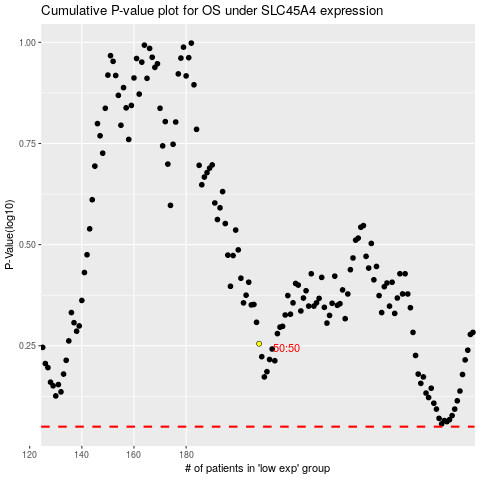 Cumulative P-value plot for OS under SLC45A4 expression
P-Value(log10)
1.00
0.75
0.50
0.25
50:50
120 140 160 180
# of patients in 'low exp' group